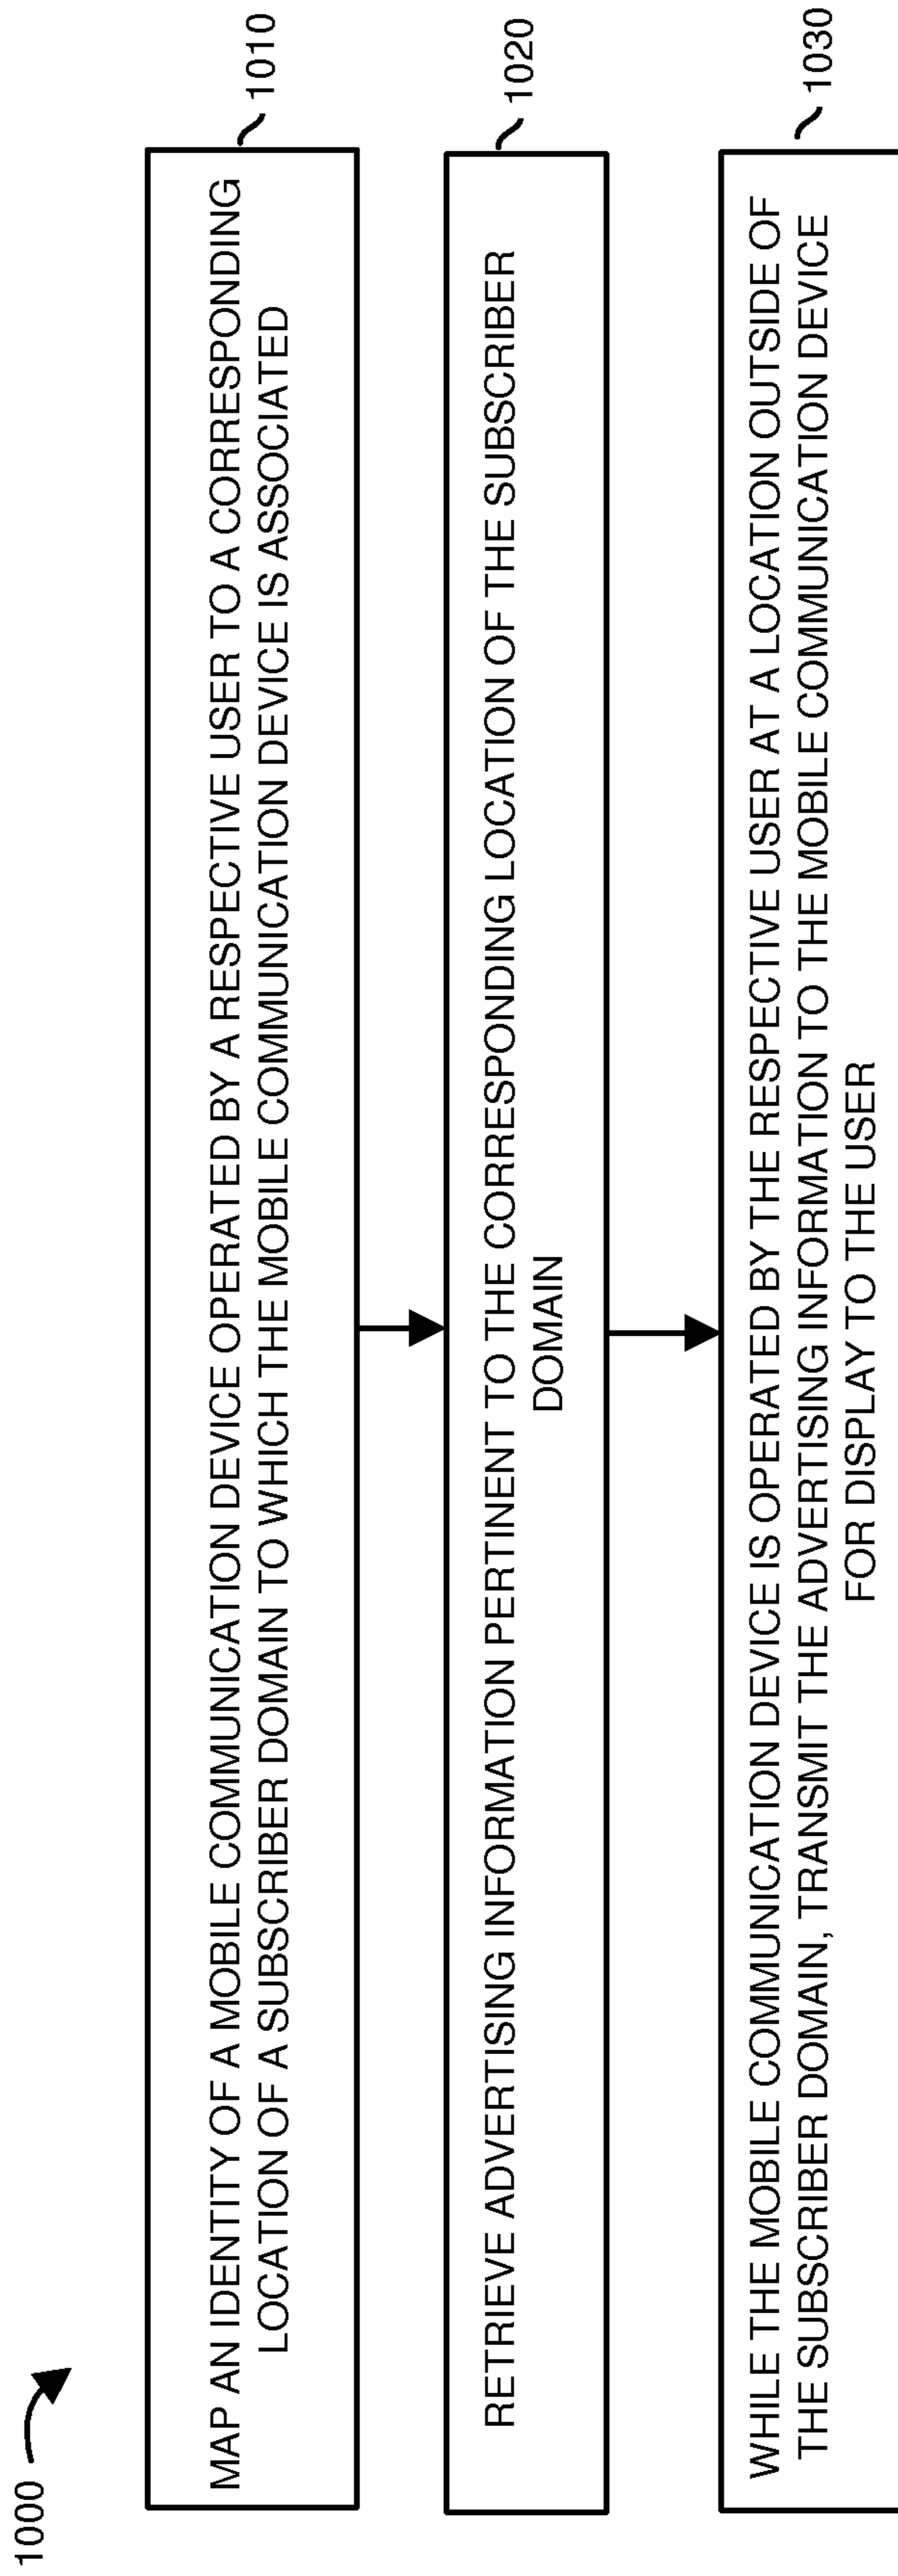 1000
MAP AN IDENTITY OF A MOBILE COMMUNICATION DEVICE OPERATED BY A RESPECTIVE USER TO A CORRESPONDING
LOCATION OF A SUBSCRIBER DOMAIN TO WHICH THE MOBILE COMMUNICATION DEVICE IS ASSOCIATED
1010
RETRIEVE ADVERTISING INFORMATION PERTINENT TO THE CORRESPONDING LOCATION OF THE SUBSCRIBER
DOMAIN
1020
WHILE THE MOBILE COMMUNICATION DEVICE IS OPERATED BY THE RESPECTIVE USER AT A LOCATION OUTSIDE OF
THE SUBSCRIBER DOMAIN, TRANSMIT THE ADVERTISING INFORMATION TO THE MOBILE COMMUNICATION DEVICE
FOR DISPLAY TO THE USER
1030